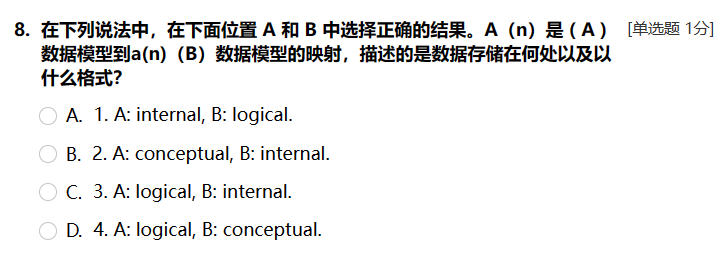 8. 在下列说法中，在下面位置 A 和 B 中选择正确的结果。A（n）是 ( A ) [单选题 1分]
数据模型到a(n)（B）数据模型的映射，描述的是数据存储在何处以及以
什么格式？
A. 1. A: internal, B: logical.
B. 2. A: conceptual, B: internal.
C. 3. A: logical, B: internal.
D. 4. A: logical, B: conceptual.